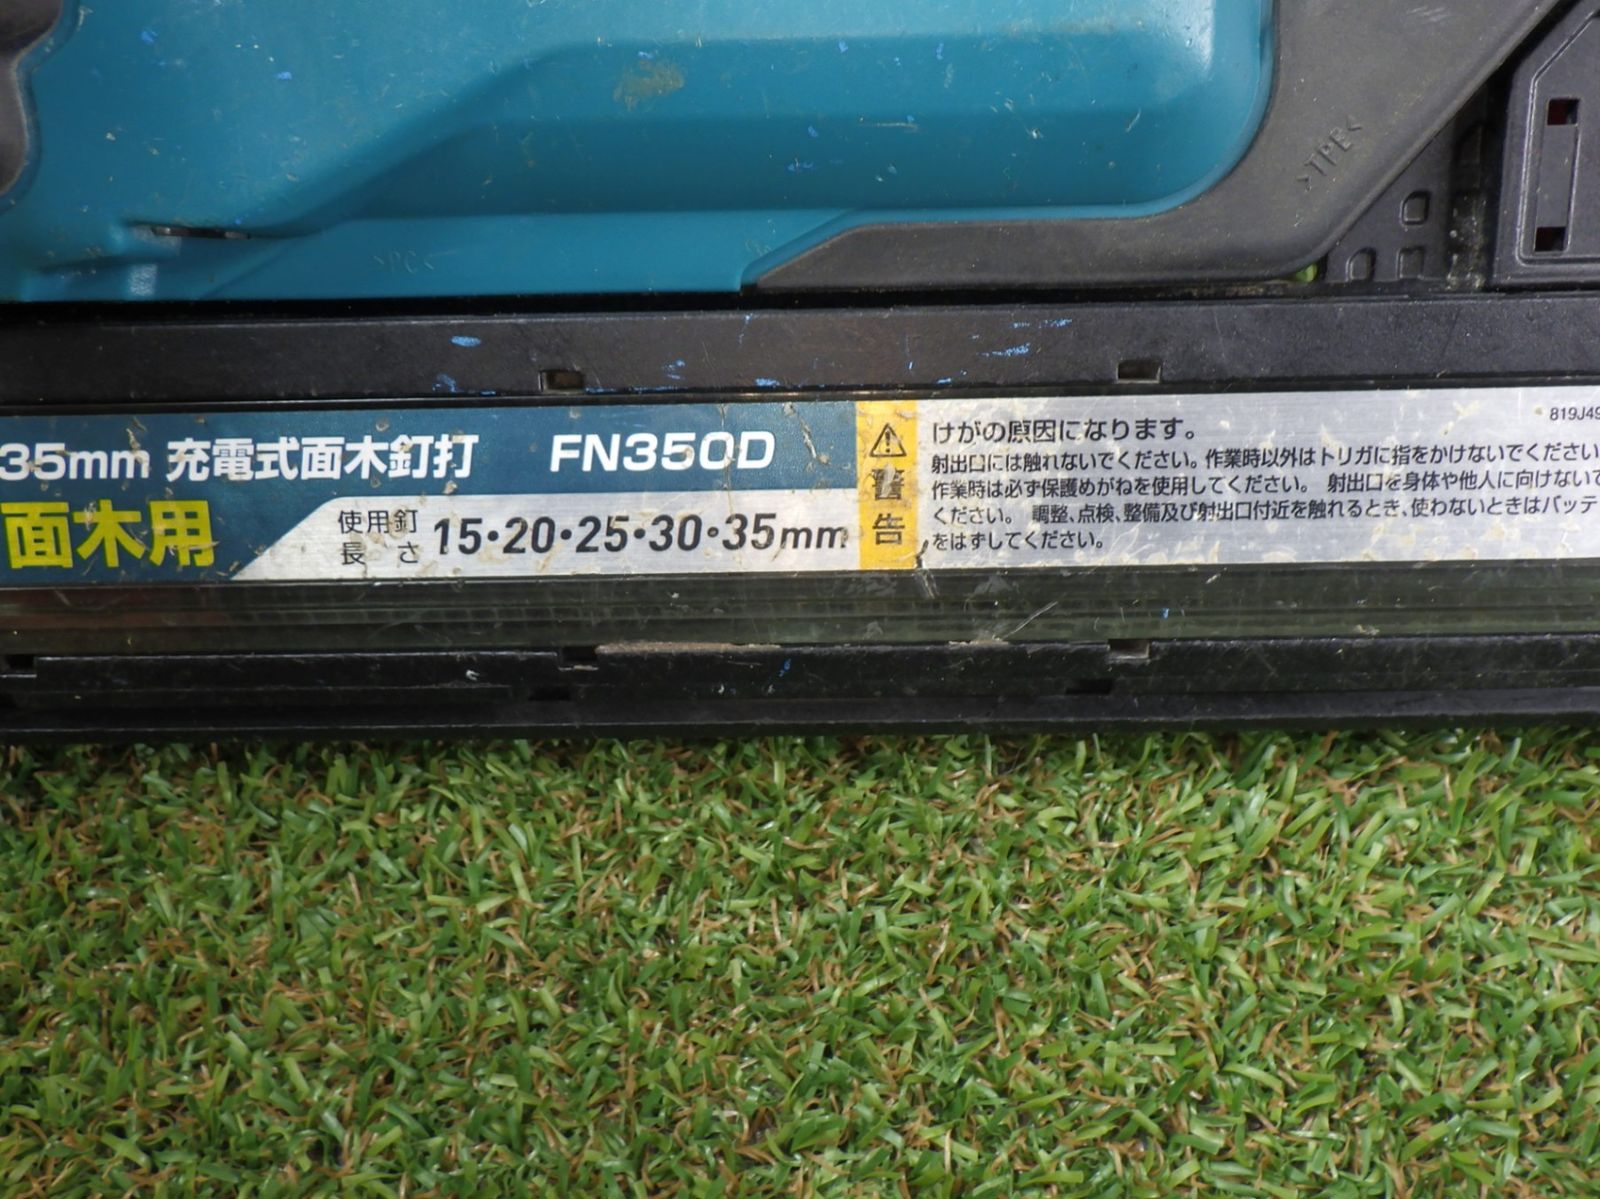 >TPE<
>PC<
35mm 充電式面木釘打 FN350D
面木用
使用釘
長さ
15・20・25・30・35mm
警告
819J49
けがの原因になります。
射出口には触れないでください。作業時以外はトリガに指をかけないでください
作業時は必ず保護めがねを使用してください。 射出口を身体や他人に向けないで
ください。 調整、点検、整備及び射出口付近を触れるとき、使わないときはバッテ
をはずしてください。